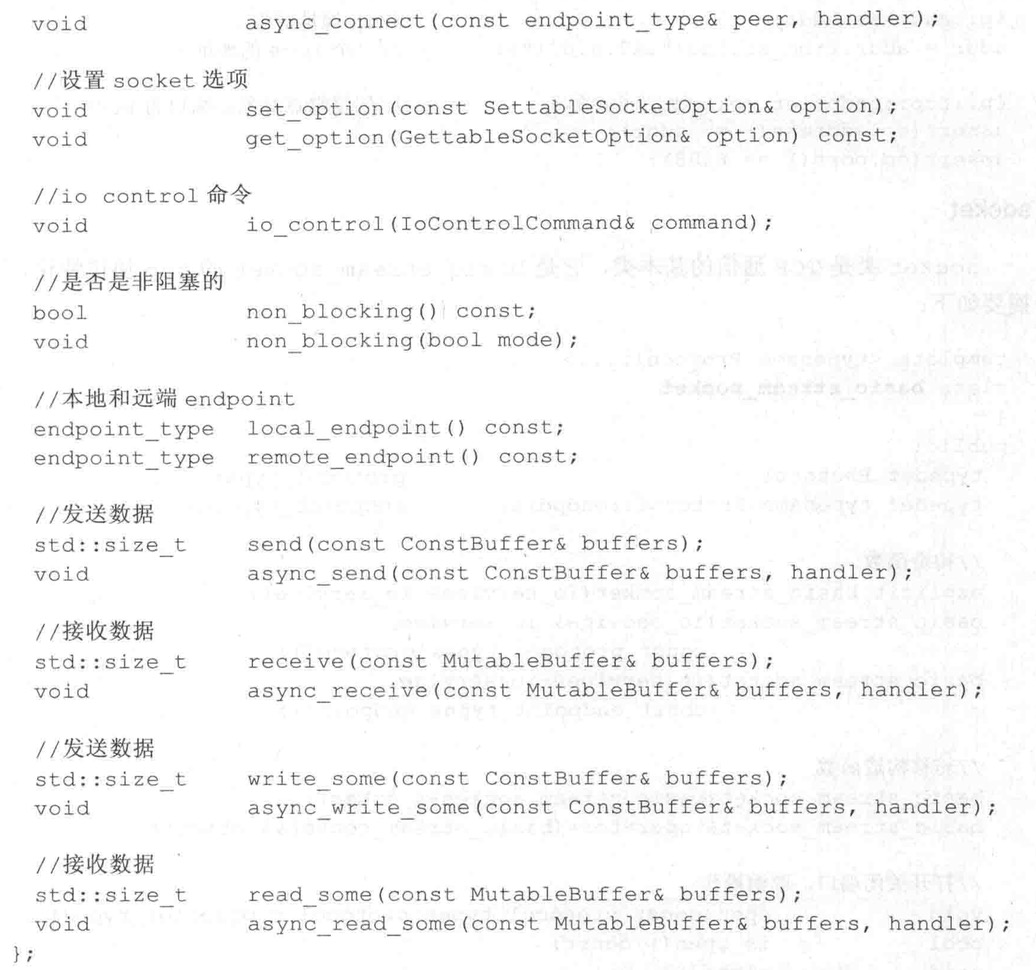 void async_connect(const endpoint_type& peer, handler);
//设置 socket 选项
void set_option(const SettableSocketOption& option);
void get_option(GettableSocketOption& option) const;
//io control 命令
void io_control(IoControlCommand& command);
//是否是非阻塞的
bool non_blocking() const;
void non_blocking(bool mode);
//本地和远端 endpoint
endpoint_type local_endpoint() const;
endpoint_type remote_endpoint() const;
//发送数据
std::size_t send(const ConstBuffer& buffers);
void async_send(const ConstBuffer& buffers, handler);
//接收数据
std::size_t receive(const MutableBuffer& buffers);
void async_receive(const MutableBuffer& buffers, handler);
//发送数据
std::size_t write_some(const ConstBuffer& buffers);
void async_write_some(const ConstBuffer& buffers, handler);
//接收数据
std::size_t read_some(const MutableBuffer& buffers);
void async_read_some(const MutableBuffer& buffers, handler);
};